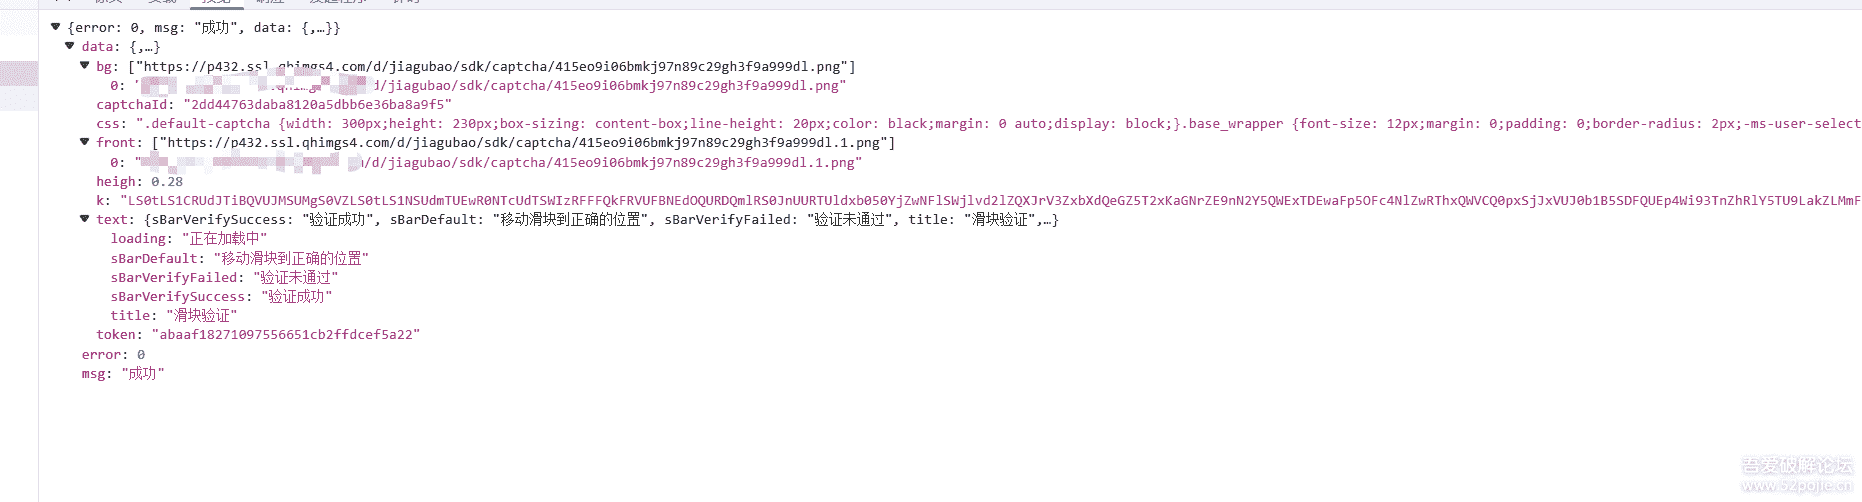 {error: 0, msg: "成功", data: {,…}}
data: {,…}
bg: ["https://p432.ssl.qhimgs4.com/d/jiagubao/sdk/captcha/415eo9i06bmkj97n89c29gh3f9a999dl.png"]
0: "d/jiagubao/sdk/captcha/415eo9i06bmkj97n89c29gh3f9a999dl.png"
captchaId: "2dd44763daba8120a5dbb6e36ba8a9f5"
css: ".default-captcha {width: 300px;height: 230px;box-sizing: content-box;line-height: 20px;color: black;margin: 0 auto;display: block;}.base_wrapper {font-size: 12px;margin: 0;padding: 0;border-radius: 2px;-ms-user-select
front: ["https://p432.ssl.qhimgs4.com/d/jiagubao/sdk/captcha/415eo9i06bmkj97n89c29gh3f9a999dl.1.png"]
0: "/d/jiagubao/sdk/captcha/415eo9i06bmkj97n89c29gh3f9a999dl.1.png"
heigh: 0.28
k:
text: {sBarVerifySuccess: "验证成功", sBarDefault: "移动滑块到正确的位置", sBarVerifyFailed: "验证未通过", title: "滑块验证",…}
loading: "正在加载中"
sBarDefault: "移动滑块到正确的位置"
sBarVerifyFailed: "验证未通过"
sBarVerifySuccess: "验证成功"
title: "滑块验证"
token: "abaaf18271097556651cb2ffdcef5a22"
error: 0
msg: "成功"
吾爱破解论坛
www.52pojie.cn